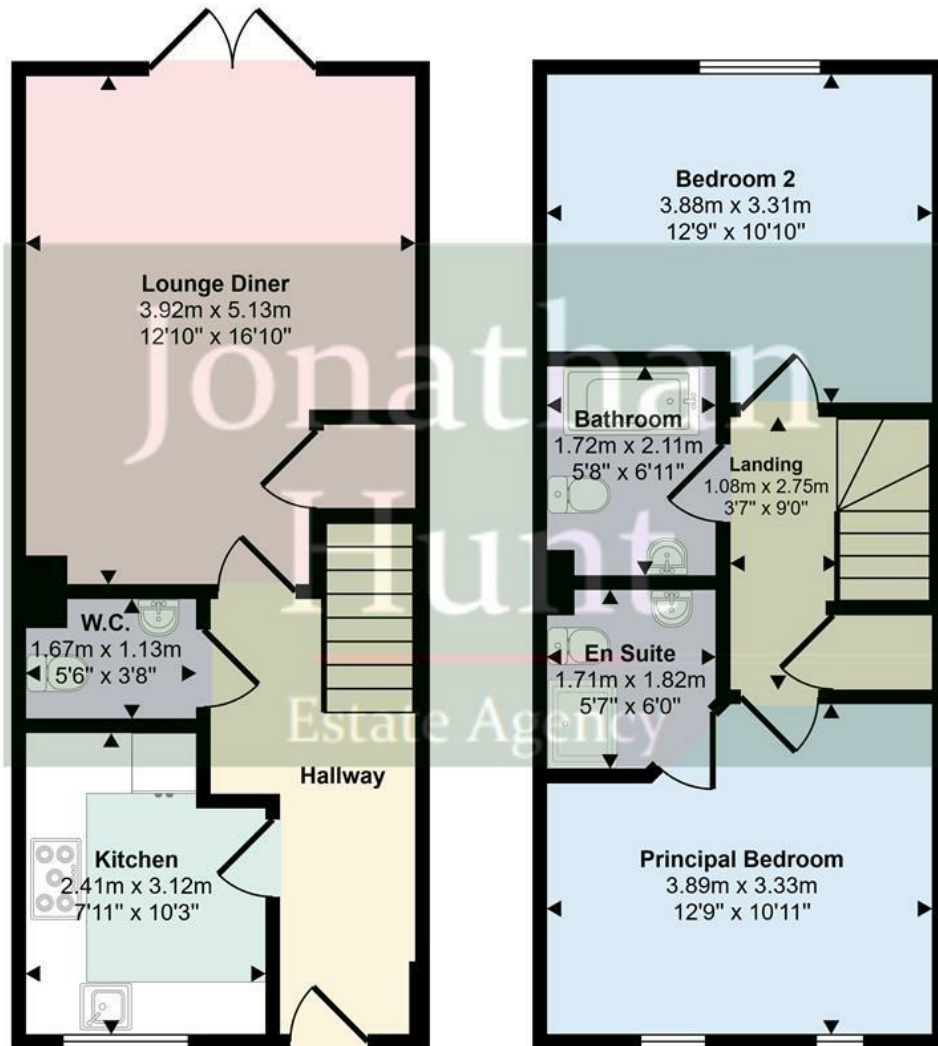 Lounge Diner
3.92m x 5.13m
12'10" x 16'10"
W.C.
1.67m x 1.13m
5'6" x 3'8"
Hallway
Kitchen
2.41m x 3.12m
7'11" x 10'3"
Bedroom 2
3.88m x 3.31m
12'9" x 10'10"
Bathroom
1.72m x 2.11m
5'8" x 6'11"
Landing
1.08m x 2.75m
3'7" x 9'0"
En Suite
1.71m x 1.82m
5'7" x 6'0"
Principal Bedroom
3.89m x 3.33m
12'9" x 10'11"
Jonathan
Hunt
Estate Agency